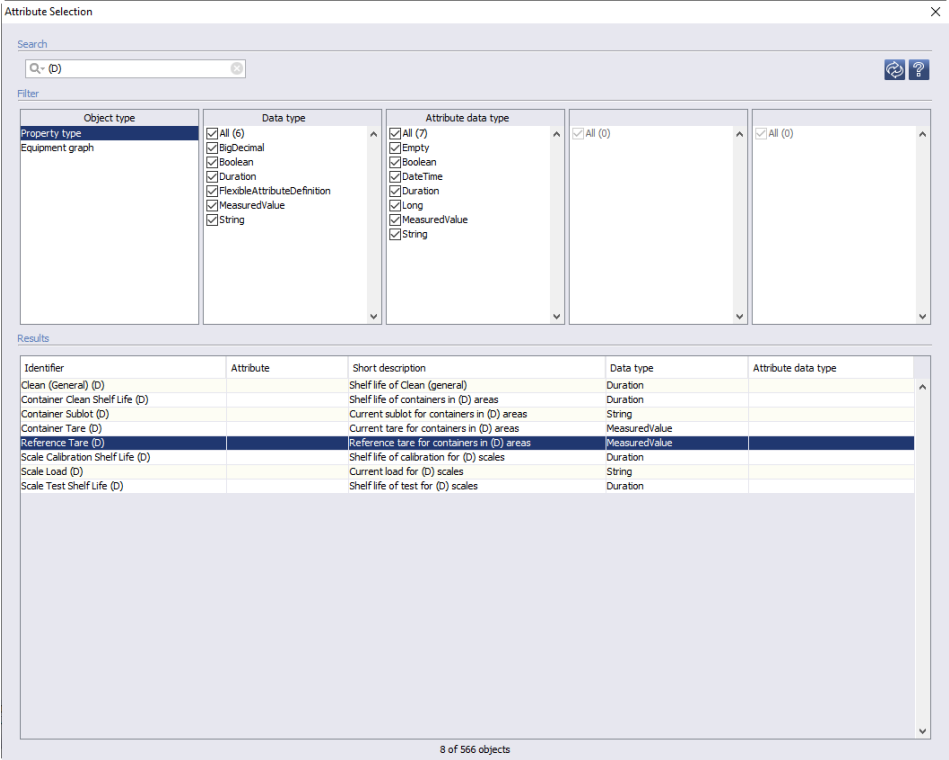 Attribute Selection
Search
(D)
Filter
Object type
Property type
Equipment graph
Data type
All (6)
BigDecimal
Boolean
Duration
FlexibleAttributeDefinition
MeasuredValue
String
Attribute data type
All (7)
Empty
Boolean
DateTime
Duration
Long
MeasuredValue
String
All (0)
All (0)
Results
Identifier Attribute Short description Data type Attribute data type
Clean (General) (D) Shelf life of Clean (general) Duration
Container Clean Shelf Life (D) Shelf life of containers in (D) areas Duration
Container Sublot (D) Current sublot for containers in (D) areas String
Container Tare (D) Current tare for containers in (D) areas MeasuredValue
Reference Tare (D) Reference tare for containers in (D) areas MeasuredValue
Scale Calibration Shelf Life (D) Shelf life of calibration for (D) scales Duration
Scale Load (D) Current load for (D) scales String
Scale Test Shelf Life (D) Shelf life of test for (D) scales Duration
8 of 566 objects